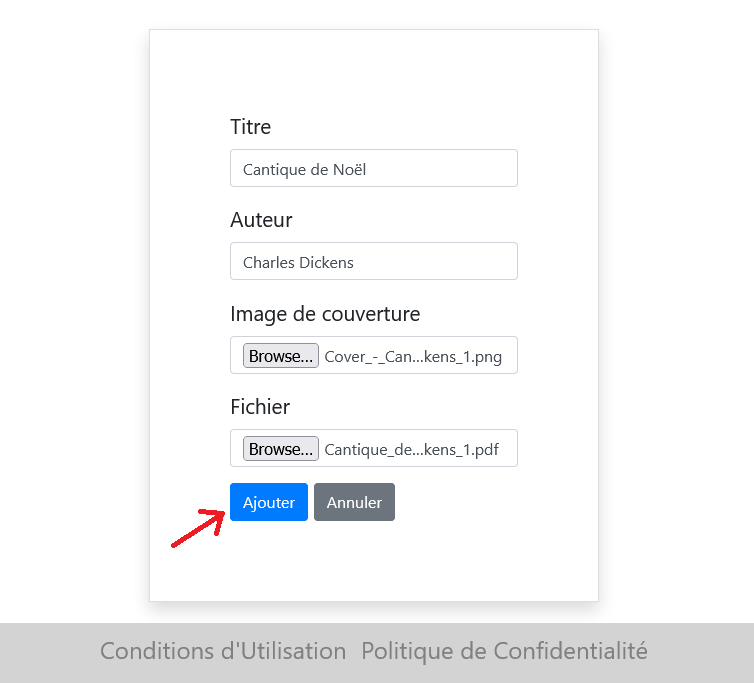 Titre
Cantique de Noël
Auteur
Charles Dickens
Image de couverture
Browse... Cover_-_Can...kens_1.png
Fichier
Browse... Cantique_de...kens_1.pdf
Ajouter Annuler
Conditions d'Utilisation Politique de Confidentialité